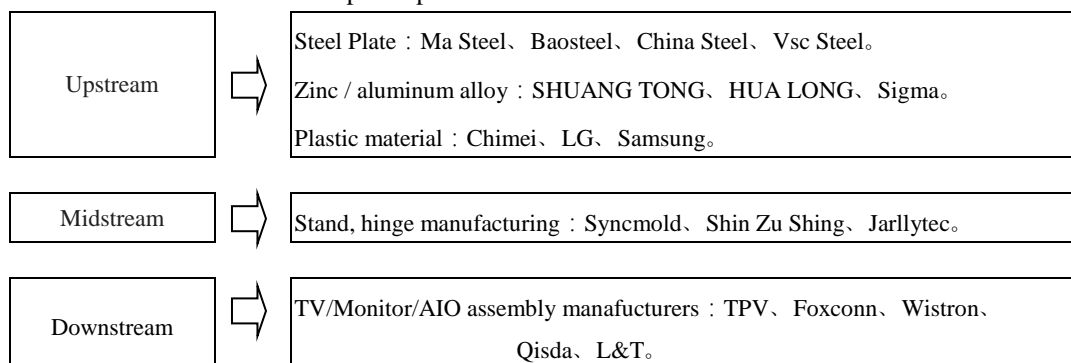 Upstream
Steel Plate：Ma Steel、Baosteel、China Steel、Vsc Steel。
Zinc / aluminum alloy：SHUANG TONG、HUA LONG、Sigma。
Plastic material：Chimei、LG、Samsung。
Midstream
Stand, hinge manufacturing：Syncmold、Shin Zu Shing、Jarllytec。
Downstream
TV/Monitor/AIO assembly manafucturers：TPV、Foxconn、Wistron、
Qisda、L&T。